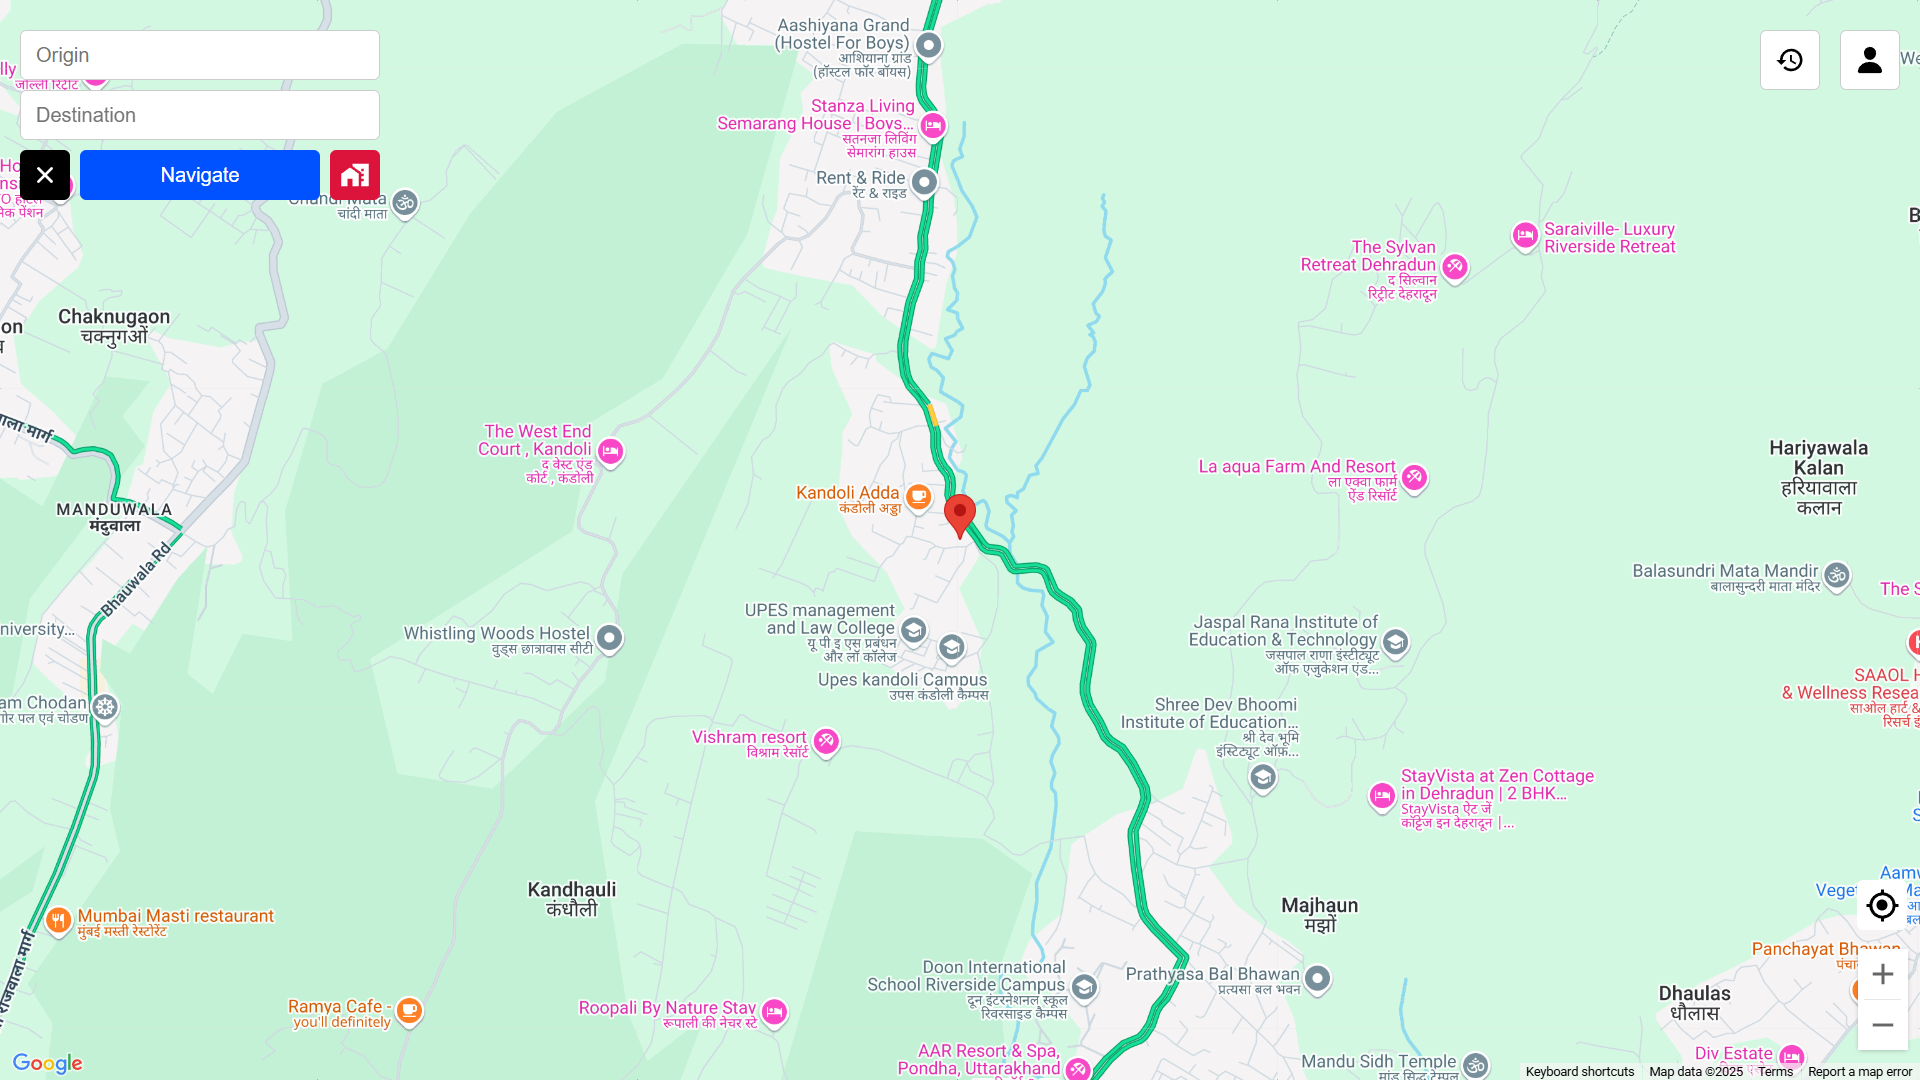 Origin
Destination
Navigate
जॉली रिट्रीट
चांदी माता
Aashiyana Grand
(Hostel For Boys)
आशियाना ग्रांड
(हॉस्टल फॉर बॉयस)
Stanza Living
Semarang House | Boys...
सतनजा लिविंग
सेमारांग हाउस
Rent & Ride
रेंट & राइड
Saraiville- Luxury
Riverside Retreat
The Sylvan
Retreat Dehradun
द सिल्वान
रिट्रीट देहरादून
Chaknugaon
चक्नुगओं
The West End
Court , Kandoli
द वेस्ट एंड
कोर्ट , कंडोली
Kandoli Adda
कंडोली अड्डा
La aqua Farm And Resort
ला एक्वा फार्म
ऐंड रिसॉर्ट
Hariyawala
Kalan
हरियावाला
कलान
MANDUWALA
मंदुवाला
Bhauwala Rd
Balasundri Mata Mandir
बालासुन्दरी माता मंदिर
The S
niversity...
Whistling Woods Hostel
वुड्स छात्रावास सीटी
UPES management
and Law College
यू पी इ एस प्रबंधन
और लॉ कॉलेज
Upes kandoli Campus
उपस कंडोली कैम्पस
Jaspal Rana Institute of
Education & Technology
जसपाल राणा इंस्टीट्यूट
ऑफ एजुकेशन एंड...
SAAOL H
& Wellness Resea
साओल हार्ट &
रिसर्च इं
am Chodan
Shree Dev Bhoomi
Institute of Education...
श्री देव भूमि
इंस्टिट्यूट ऑफ़...
Vishram resort
विश्राम रेसॉर्ट
StayVista at Zen Cottage
in Dehradun | 2 BHK...
StayVista ऐट जें
कॉट्टेज इन देहरादून |...
Kandhauli
कंधौली
Majhaun
मझों
Mumbai Masti restaurant
मुंबई मस्ती रेस्टोरेंट
Panchayat Bhawan
Doon International
School Riverside Campus
दून इंटरनेशनल स्कूल
रिवरसाइड कैम्पस
Prathyasa Bal Bhawan
प्रत्यसा बल भवन
Dhaulas
धौलास
Ramya Cafe -
you'll definitely
Roopali By Nature Stay
रूपाली की नेचर स्टे
AAR Resort & Spa,
Pondha, Uttarakhand
Mandu Sidh Temple
Div Estate
Google
Keyboard shortcuts
Map data ©2025
Terms
Report a map error